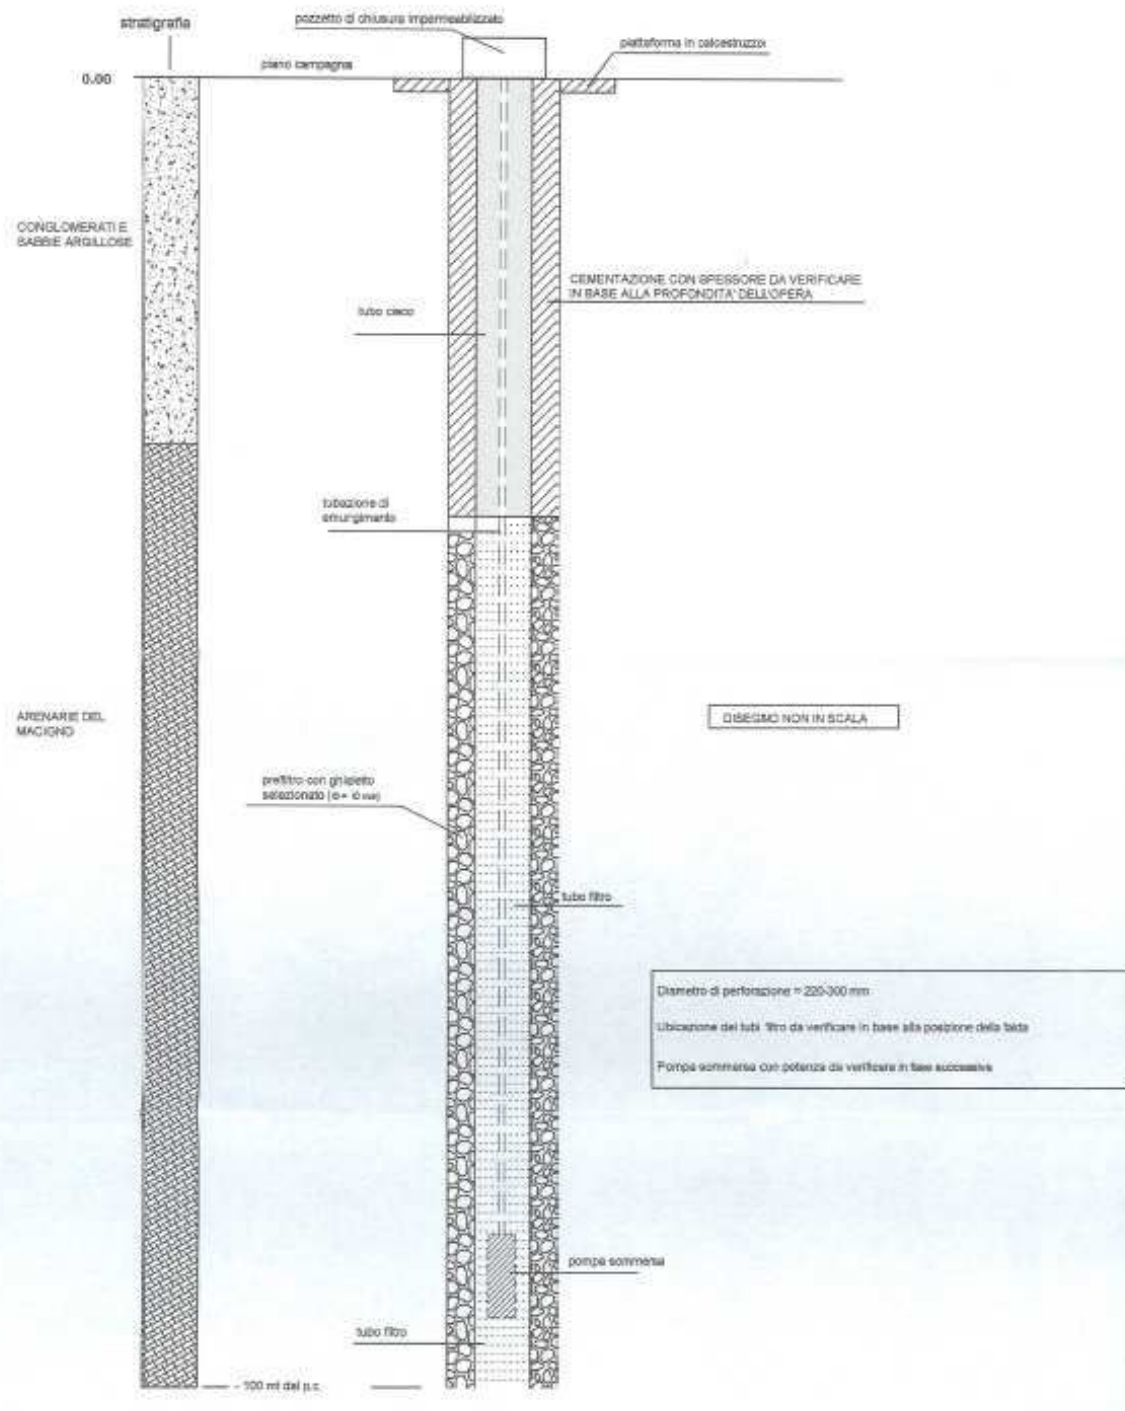 stratigrafia
pozzetto di chiusura impermeabilizzato
piattaforma in calcestruzzo
piano campagna
0.00
CONGLOMERATI E
SABBIE ARGILLOSE
CEMENTAZIONE CON SPESSORE DA VERIFICARE
IN BASE ALLA PROFONDITA' DELL'OPERA
tubo cieco
tubazione di
emungimento
ARENARIE DEL
MACIGNO
DISEGNO NON IN SCALA
prefiltro con ghiaietto
selezionato
tubo filtro
Diametro di perforazione = 220-300 mm
Ubicazione dei tubi filtro da verificare in base alla posizione della falda
Pompa sommersa con potenza da verificare in fase successiva
pompa sommersa
tubo filtro
- 100 ml dal p.c.